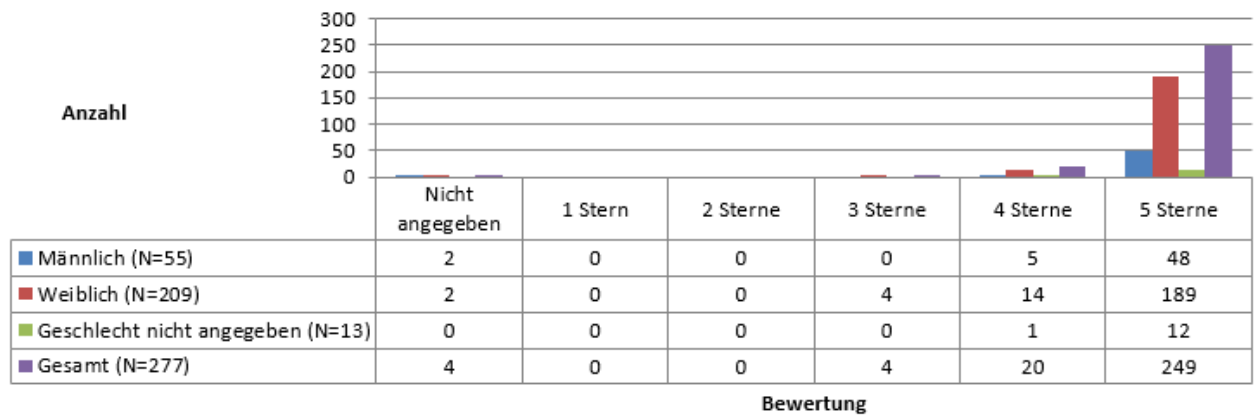 300
250
200
150
100
50
0
Anzahl
Nicht angegeben 1 Stern 2 Sterne 3 Sterne 4 Sterne 5 Sterne
Männlich (N=55) 2 0 0 0 5 48
Weiblich (N=209) 2 0 0 4 14 189
Geschlecht nicht angegeben (N=13) 0 0 0 0 1 12
Gesamt (N=277) 4 0 0 4 20 249
Bewertung